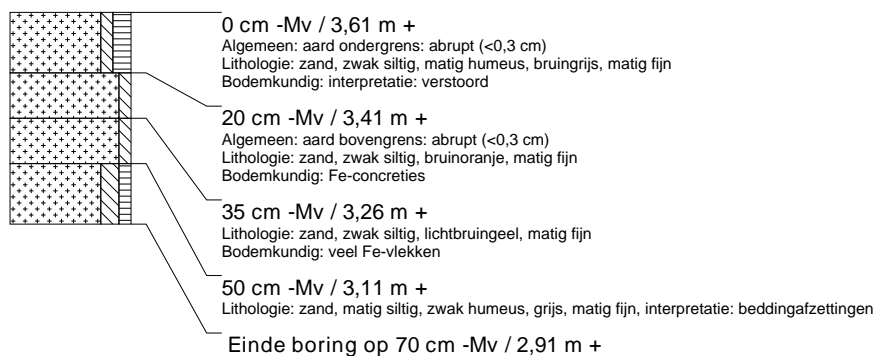 0 cm -Mv / 3,61 m +
Algemeen: aard ondergrens: abrupt (<0,3 cm)
Lithologie: zand, zwak siltig, matig humeus, bruingrijs, matig fijn
Bodemkundig: interpretatie: verstoord
20 cm -Mv / 3,41 m +
Algemeen: aard bovengrens: abrupt (<0,3 cm)
Lithologie: zand, zwak siltig, bruinoranje, matig fijn
Bodemkundig: Fe-concreties
35 cm -Mv / 3,26 m +
Lithologie: zand, zwak siltig, lichtbruingeel, matig fijn
Bodemkundig: veel Fe-vlekken
50 cm -Mv / 3,11 m +
Lithologie: zand, matig siltig, zwak humeus, grijs, matig fijn, interpretatie: beddingafzettingen
Einde boring op 70 cm -Mv / 2,91 m +